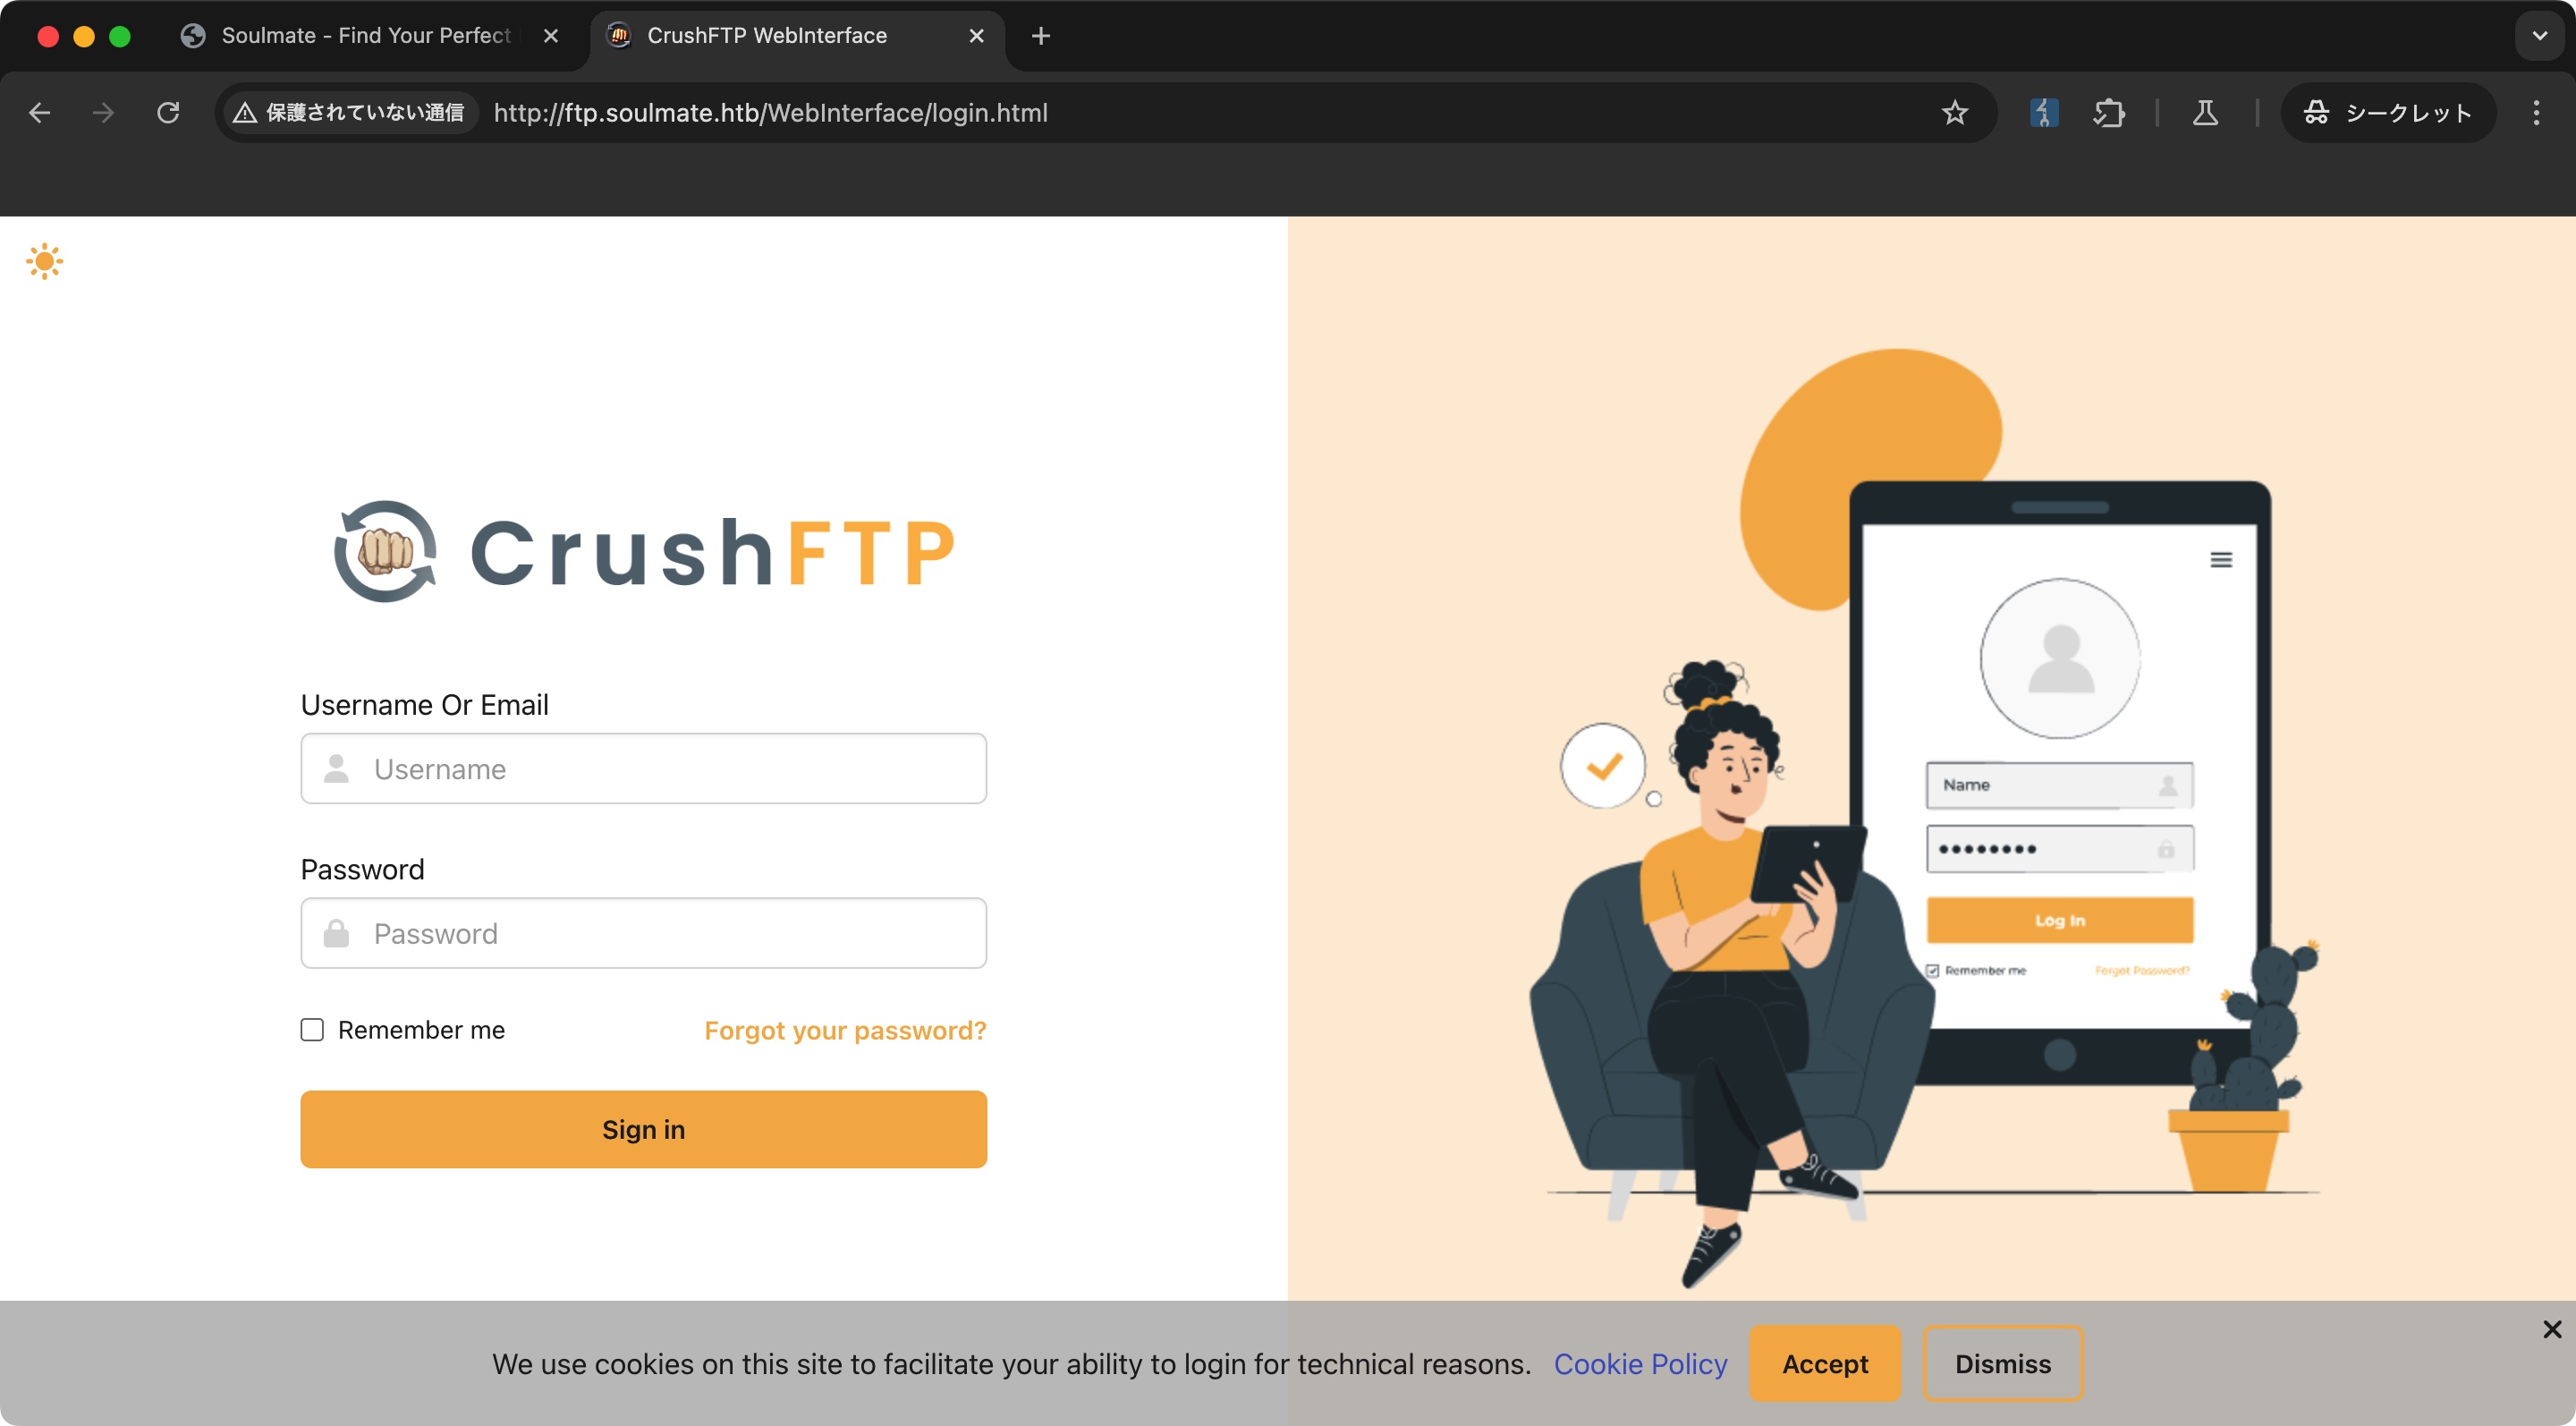 Soulmate - Find Your Perfect
CrushFTP WebInterface
保護されていない通信
http://ftp.soulmate.htb/WebInterface/login.html
シークレット
CrushFTP
Username Or Email
Username
Password
Password
Remember me
Forgot your password?
Sign in
Name
Log In
Remember me
Forgot Password?
We use cookies on this site to facilitate your ability to login for technical reasons. Cookie Policy
Accept
Dismiss